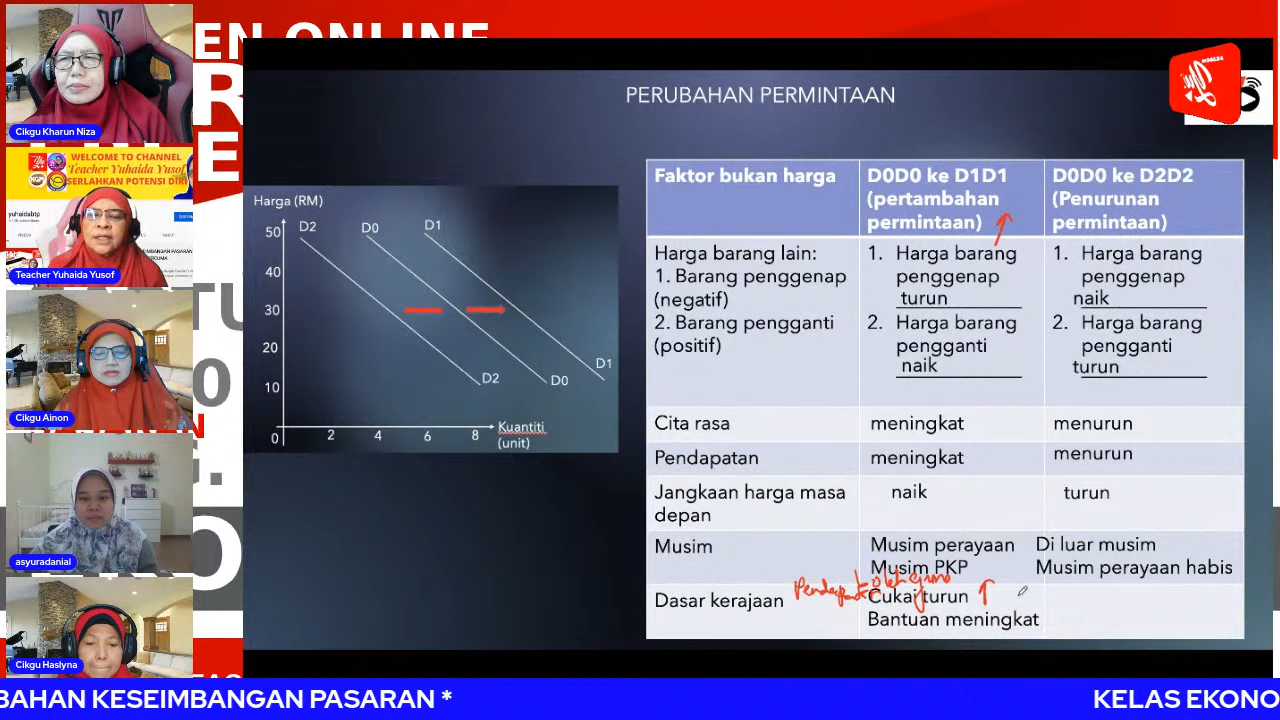 EN ONLINE
Cikgu Kharun Niza
WELCOME TO CHANNEL
Teacher Yuhaida Yusof
SERLAHKAN POTENSI DIRI
yuhaidabtp
Teacher Yuhaida Yusof
Cikgu Ainon
asyuradanial
Cikgu Haslyna
PERUBAHAN PERMINTAAN
Harga (RM)
50
40
30
20
10
0
2
4
6
8
Kuantiti
(unit)
D2
D0
D1
D2
D0
D1
Faktor bukan harga
D0D0 ke D1D1
(pertambahan
permintaan)
D0D0 ke D2D2
(Penurunan
permintaan)
Harga barang lain:
1. Barang penggenap
(negatif)
2. Barang pengganti
(positif)
1. Harga barang
penggenap
turun
2. Harga barang
pengganti
naik
1. Harga barang
penggenap
naik
2. Harga barang
pengganti
turun
Cita rasa
meningkat
menurun
Pendapatan
meningkat
menurun
Jangkaan harga masa
depan
naik
turun
Musim
Musim perayaan
Musim PKP
Di luar musim
Musim perayaan habis
Dasar kerajaan
Cukai turun
Bantuan meningkat
BAHAN KESEIMBANGAN PASARAN *
KELAS EKONO